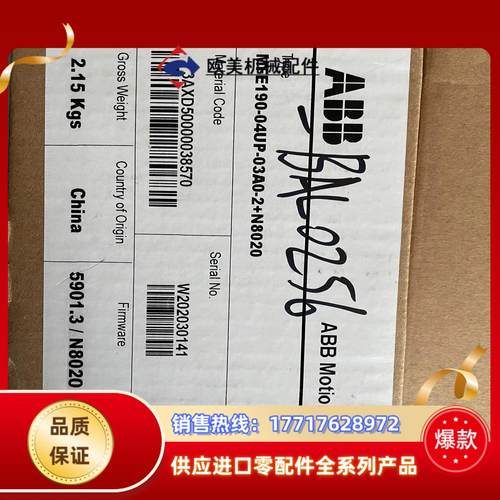 欧美机械配件
ABB
ABB Motio
BAL0256
Type
MFE190-04UP-03A0-2+N8020
Material Code
3AXD50000038570
Serial No.
W202030141
Gross Weight
2.15 Kgs
Country of Origin
China
Firmware
5901.3 / N8020
品质
保证
销售热线：17717628972
供应进口零配件全系列产品
爆款